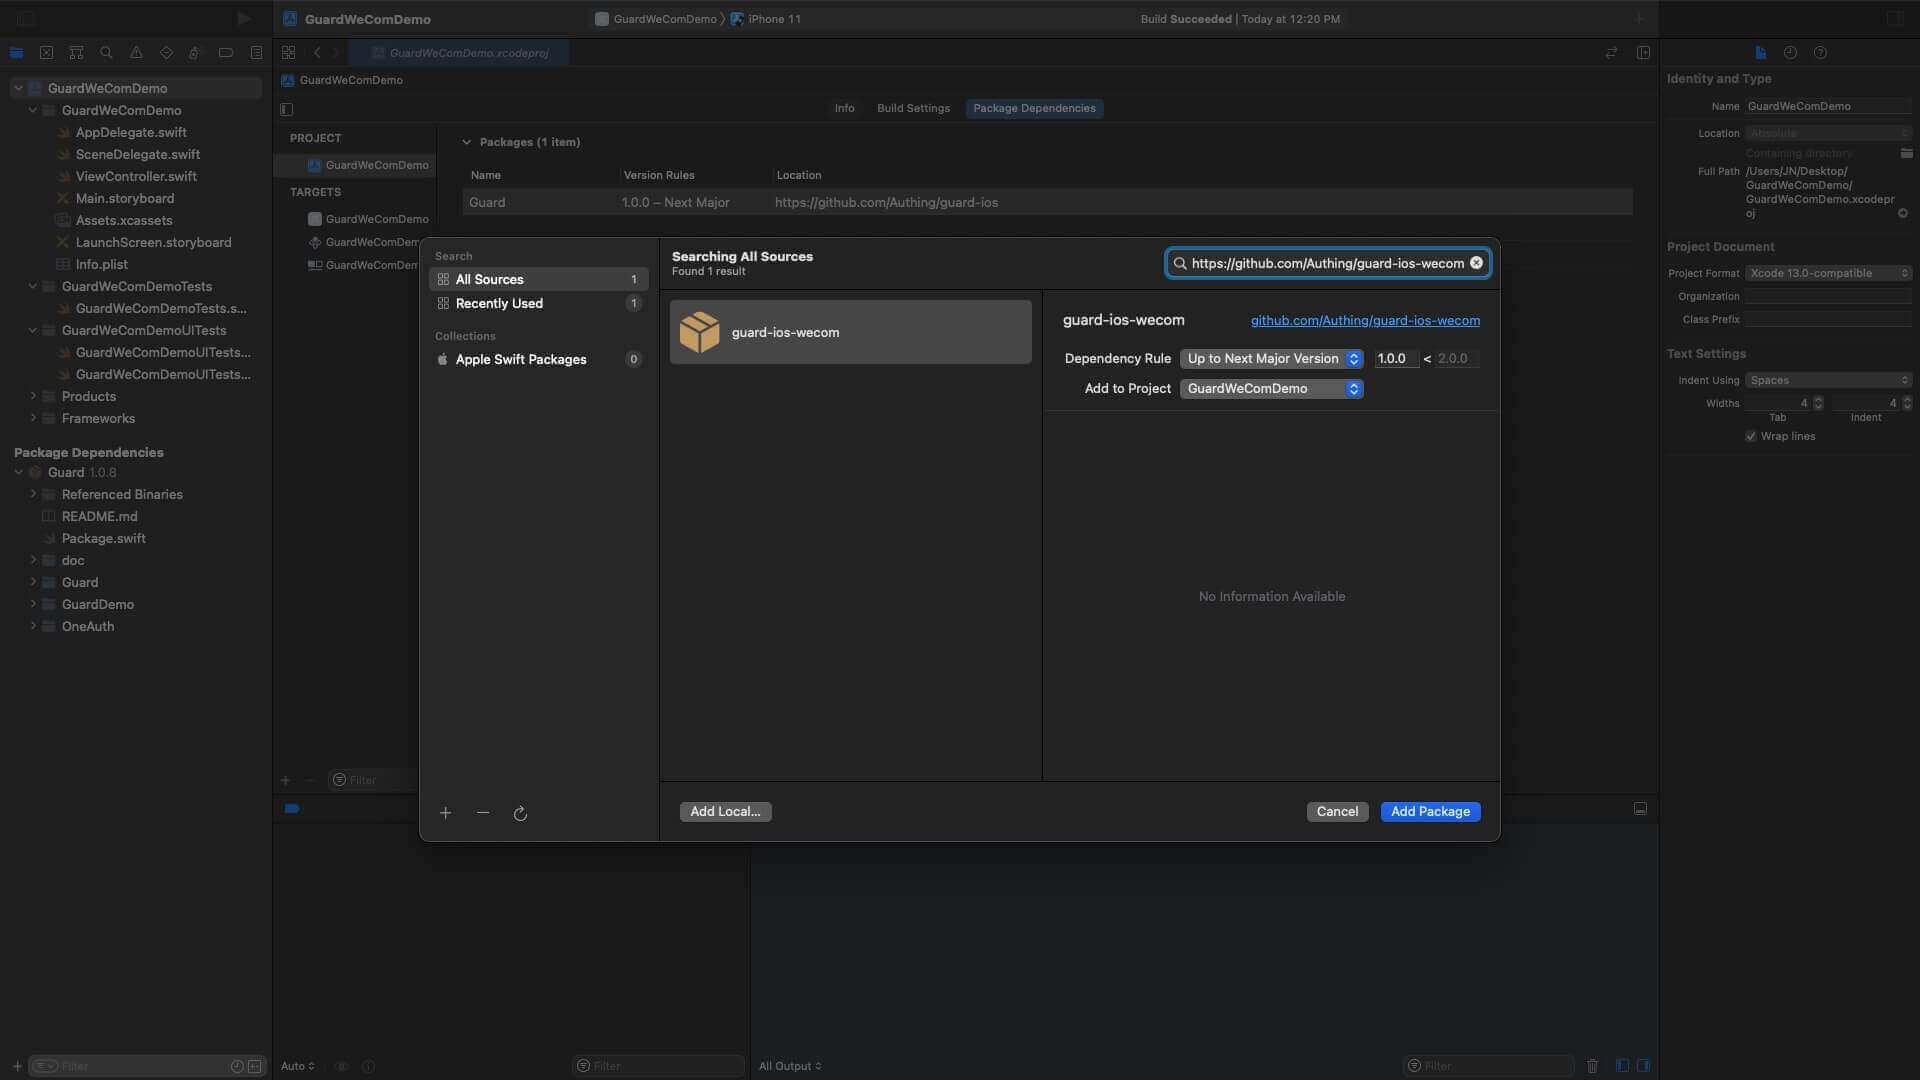 GuardWeComDemo
GuardWeComDemo
iPhone 11
Build Succeeded | Today at 12:20 PM
GuardWeComDemo.xcodeproj
GuardWeComDemo
Info
Build Settings
Package Dependencies
GuardWeComDemo
GuardWeComDemo
AppDelegate.swift
SceneDelegate.swift
ViewController.swift
Main.storyboard
Assets.xcassets
LaunchScreen.storyboard
Info.plist
GuardWeComDemoTests
GuardWeComDemoTests.s...
GuardWeComDemoUITests
GuardWeComDemoUITests...
GuardWeComDemoUITests...
Products
Frameworks
Package Dependencies
Guard 1.0.8
Referenced Binaries
README.md
Package.swift
doc
Guard
GuardDemo
OneAuth
Filter
PROJECT
GuardWeComDemo
TARGETS
GuardWeComDemo
GuardWeComDem
GuardWeComDem
Filter
Packages (1 item)
Name
Version Rules
Location
Guard
1.0.0 – Next Major
https://github.com/Authing/guard-ios
Search
All Sources
1
Recently Used
1
Collections
Apple Swift Packages
0
Searching All Sources
Found 1 result
https://github.com/Authing/guard-ios-wecom
guard-ios-wecom
guard-ios-wecom
github.com/Authing/guard-ios-wecom
Dependency Rule
Up to Next Major Version
1.0.0 < 2.0.0
Add to Project
GuardWeComDemo
No Information Available
Add Local...
Cancel
Add Package
Auto
Filter
All Output
Filter
Identity and Type
Name
GuardWeComDemo
Location
Absolute
Containing directory
Full Path
/Users/JN/Desktop/
GuardWeComDemo/
GuardWeComDemo.xcodepr
oj
Project Document
Project Format
Xcode 13.0-compatible
Organization
Class Prefix
Text Settings
Indent Using
Spaces
Widths
4
4
Tab
Indent
Wrap lines